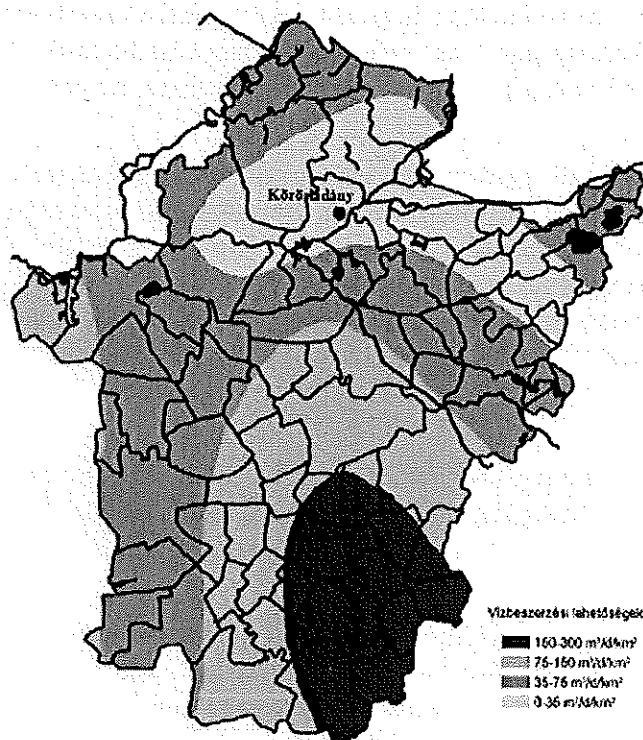 Körösladány
Vízbeszerzési lehetőségek
150-300 m³/d/km²
75-150 m³/d/km²
35-75 m³/d/km²
0-35 m³/d/km²